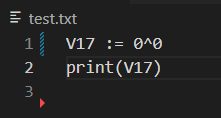 test.txt
1 V17 := 0^0
2 print(V17)
3